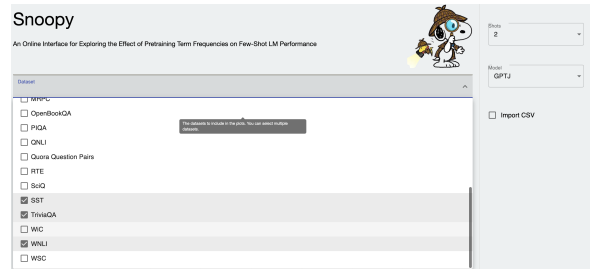 Snoopy
An Online Interface for Exploring the Effect of Pretraining Term Frequencies on Few-Shot LM Performance
Dataset
MRPC
OpenBookQA
PIQA
The datasets to include in the plots. You can select multiple
datasets.
QNLI
Quora Question Pairs
RTE
SciQ
SST
TriviaQA
WiC
WNLI
WSC
Shots
2
Model
GPTJ
Import CSV